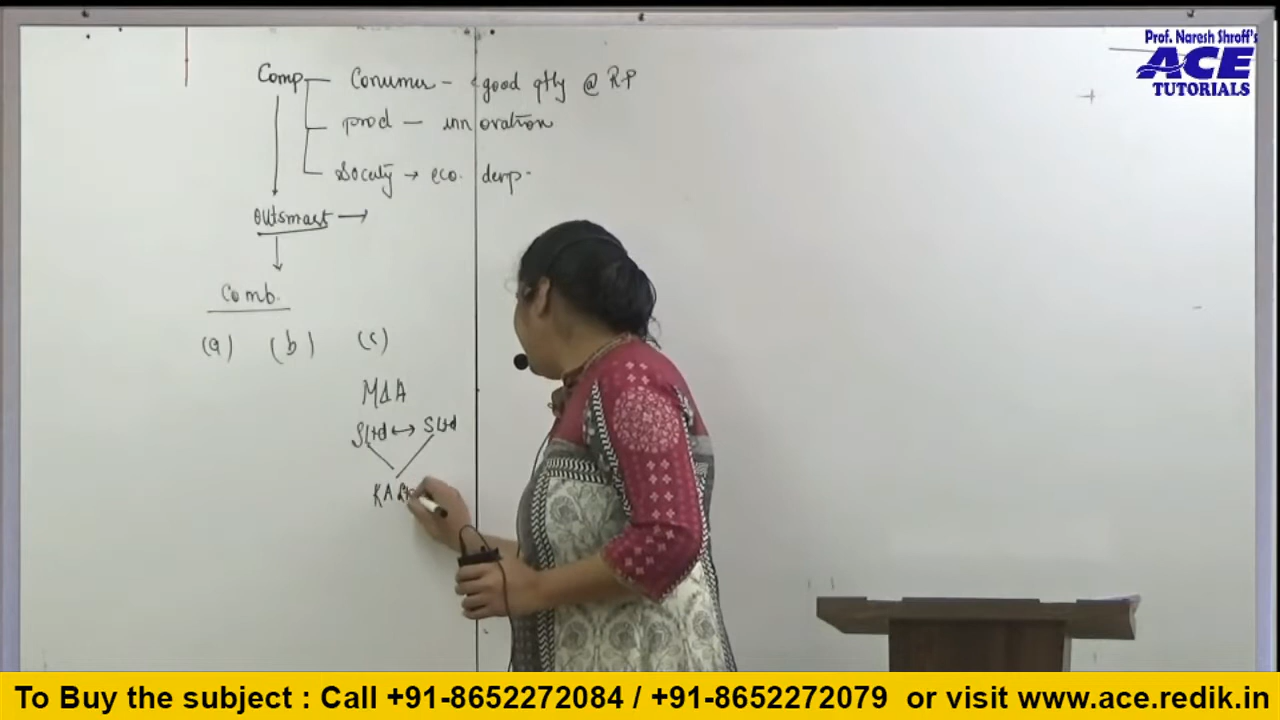 Prof. Naresh Shroff's
ACE
TUTORIALS
Comp — Consumer - good qlty @ R.P
prod — innovation
Society → eco. devp.
outsmart →
Comb.
(a) (b) (c)
M&A
S Ltd ↔ S Ltd
KA
To Buy the subject : Call +91-8652272084 / +91-8652272079 or visit www.ace.redik.in